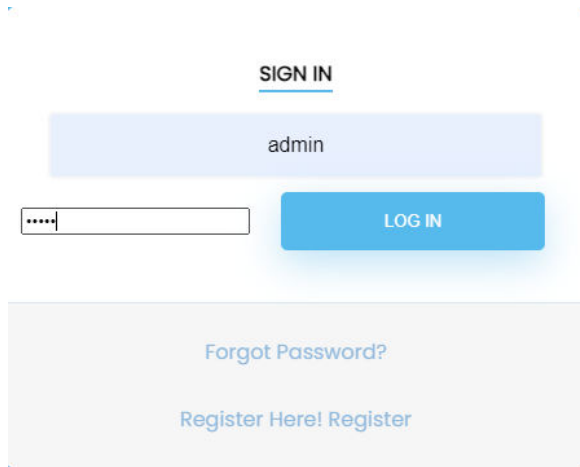 SIGN IN
admin
•••••
LOG IN
Forgot Password?
Register Here! Register